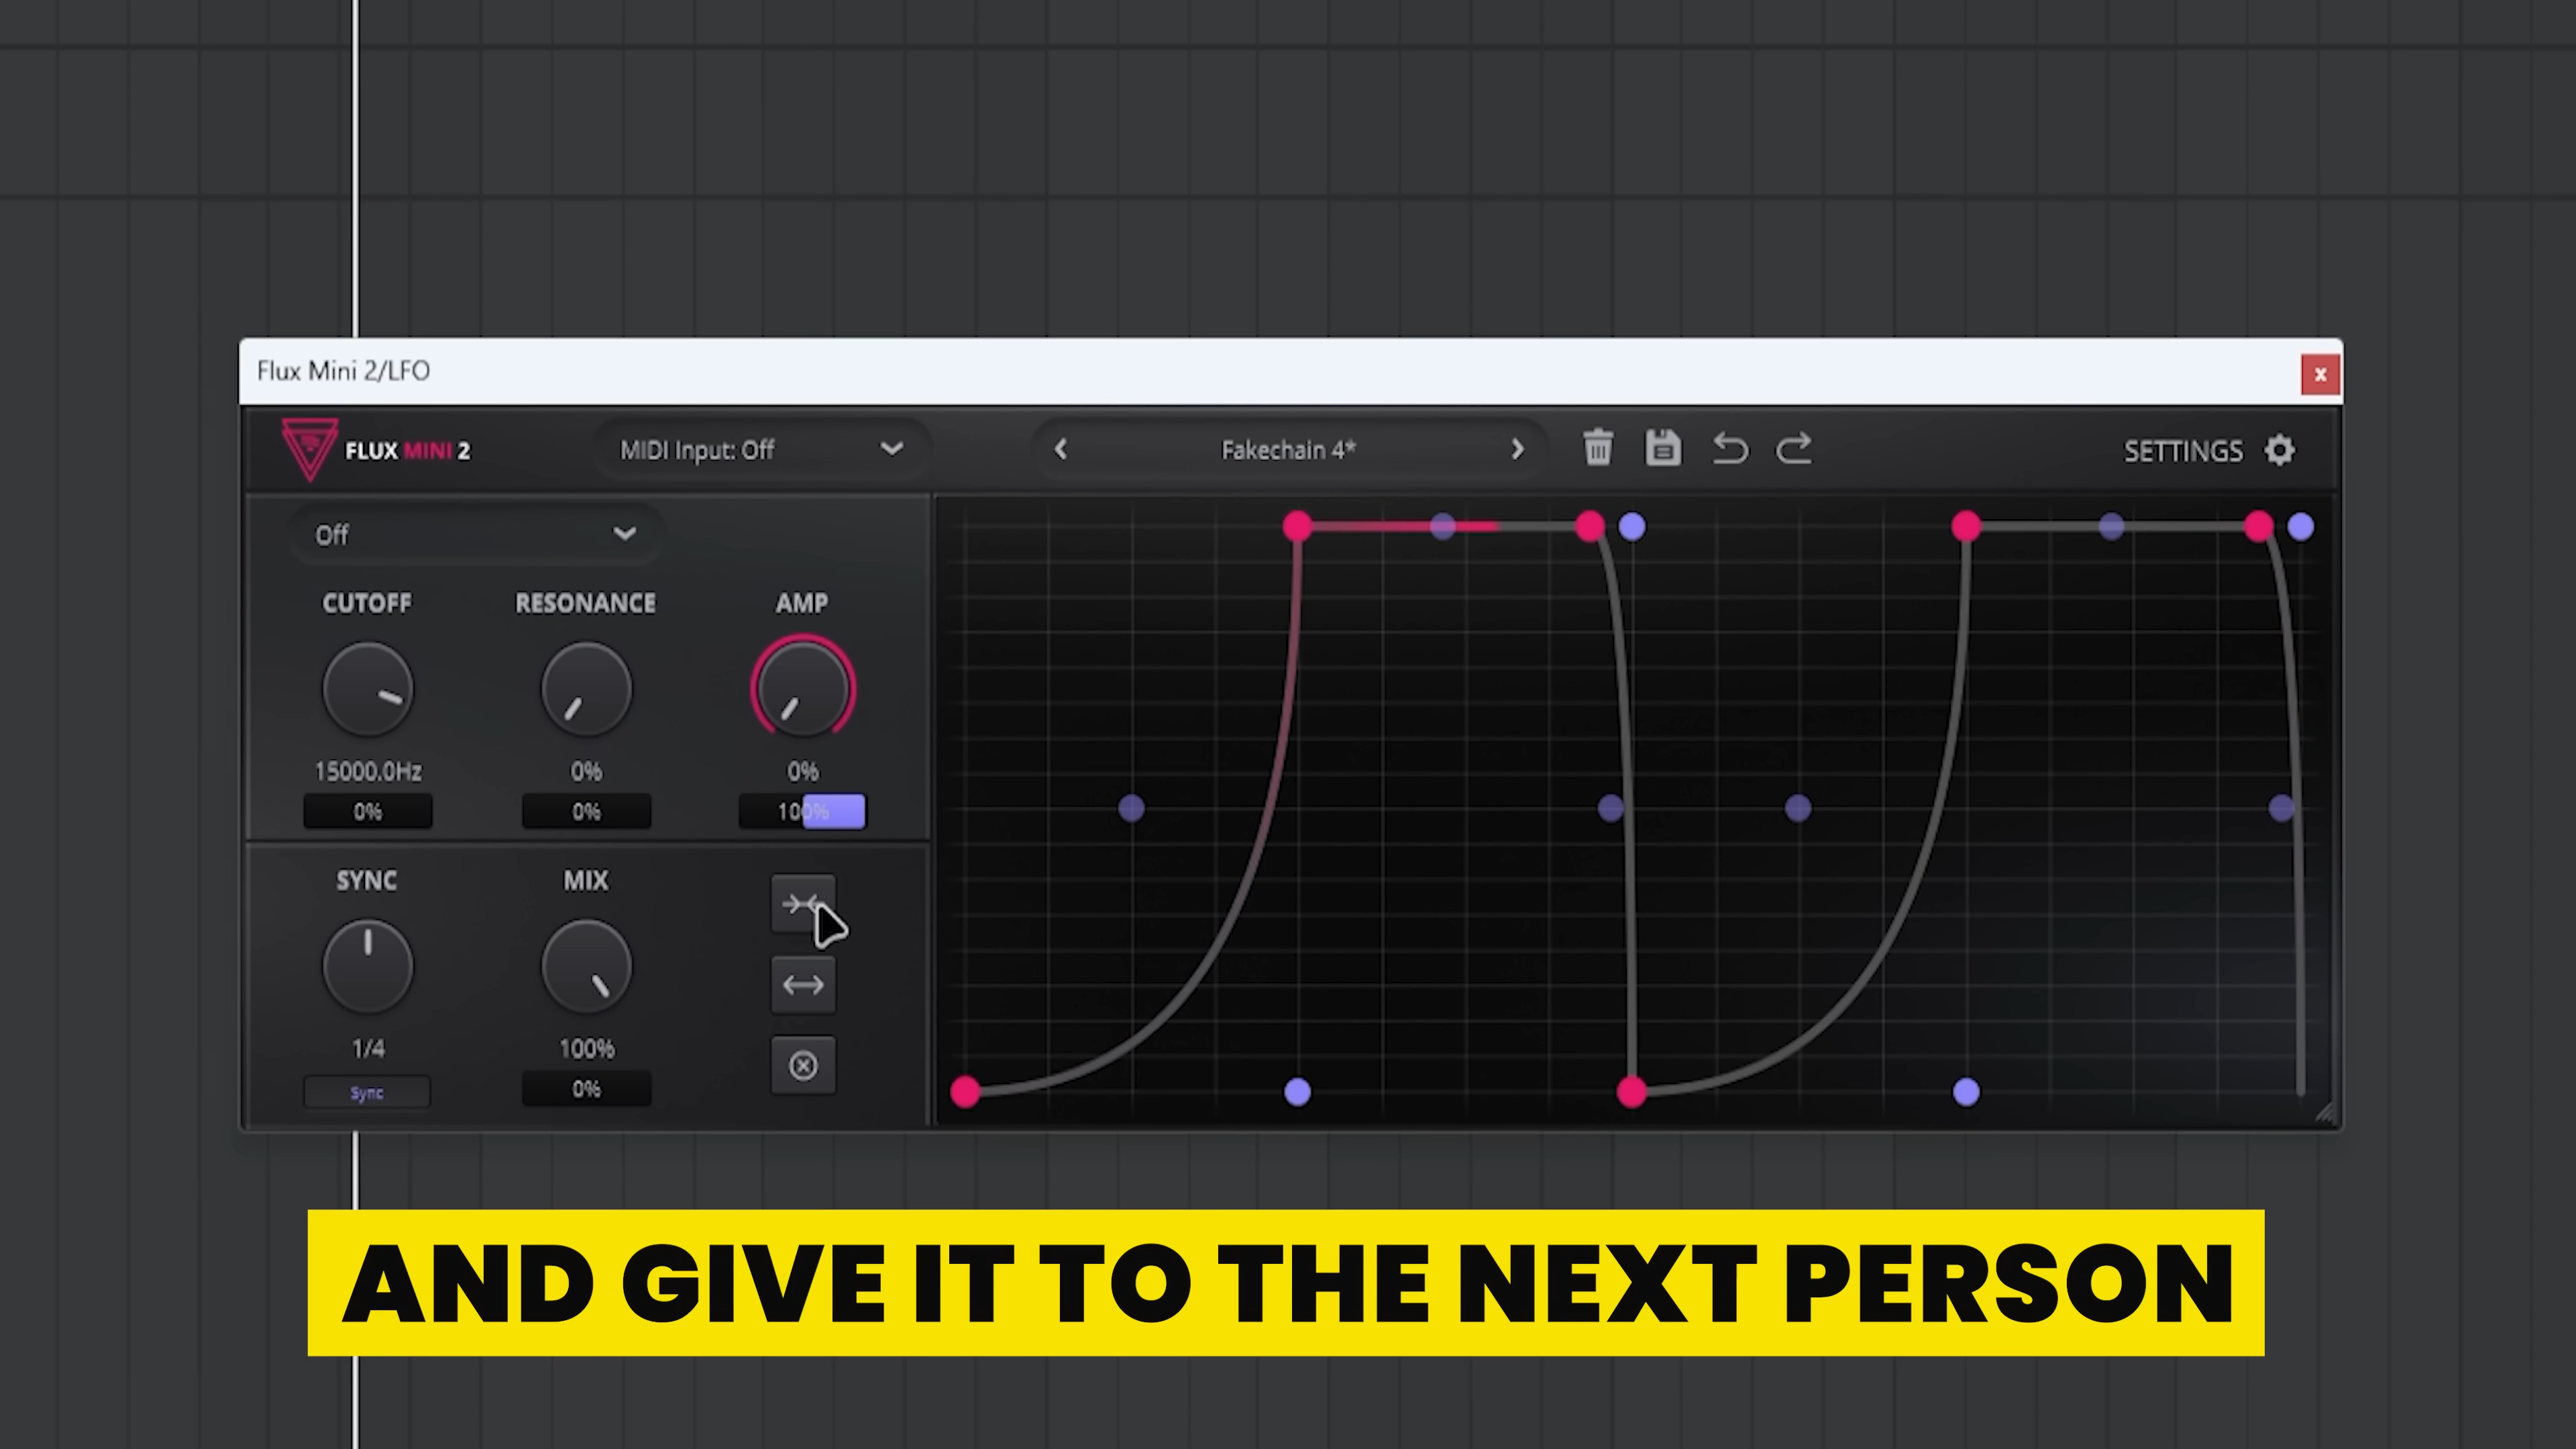 Flux Mini 2/LFO
x
FLUX MINI 2
MIDI Input: Off
Fakechain 4*
SETTINGS
Off
CUTOFF RESONANCE AMP
15000.0Hz 0% 0%
0% 0% 100%
SYNC MIX
1/4 100%
Sync 0%
AND GIVE IT TO THE NEXT PERSON